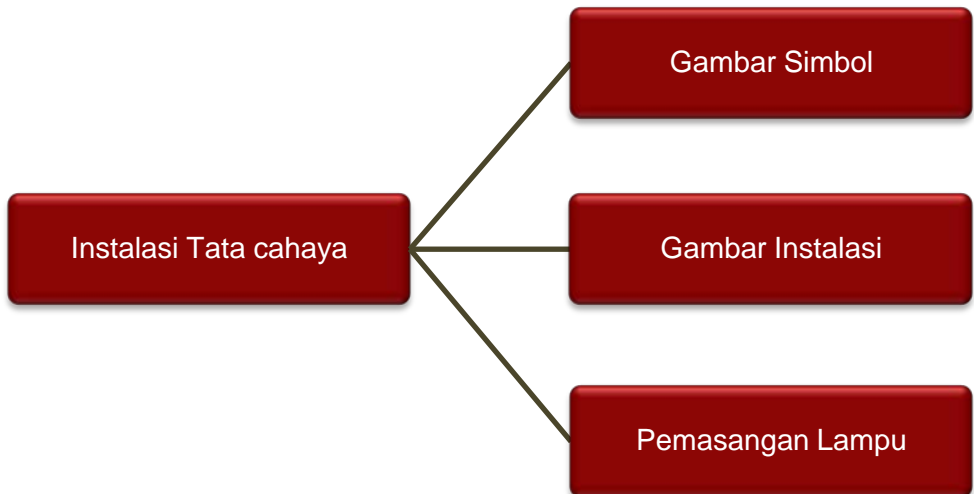 Gambar Simbol
Instalasi Tata cahaya
Gambar Instalasi
Pemasangan Lampu